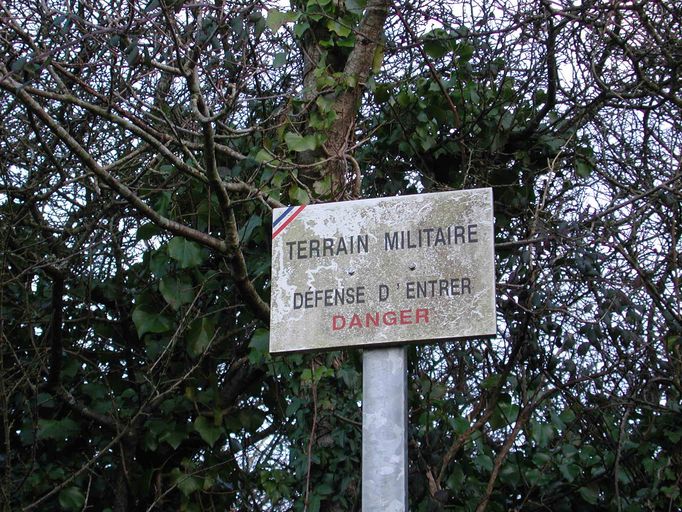 TERRAIN MILITAIRE
DÉFENSE D'ENTRER
DANGER